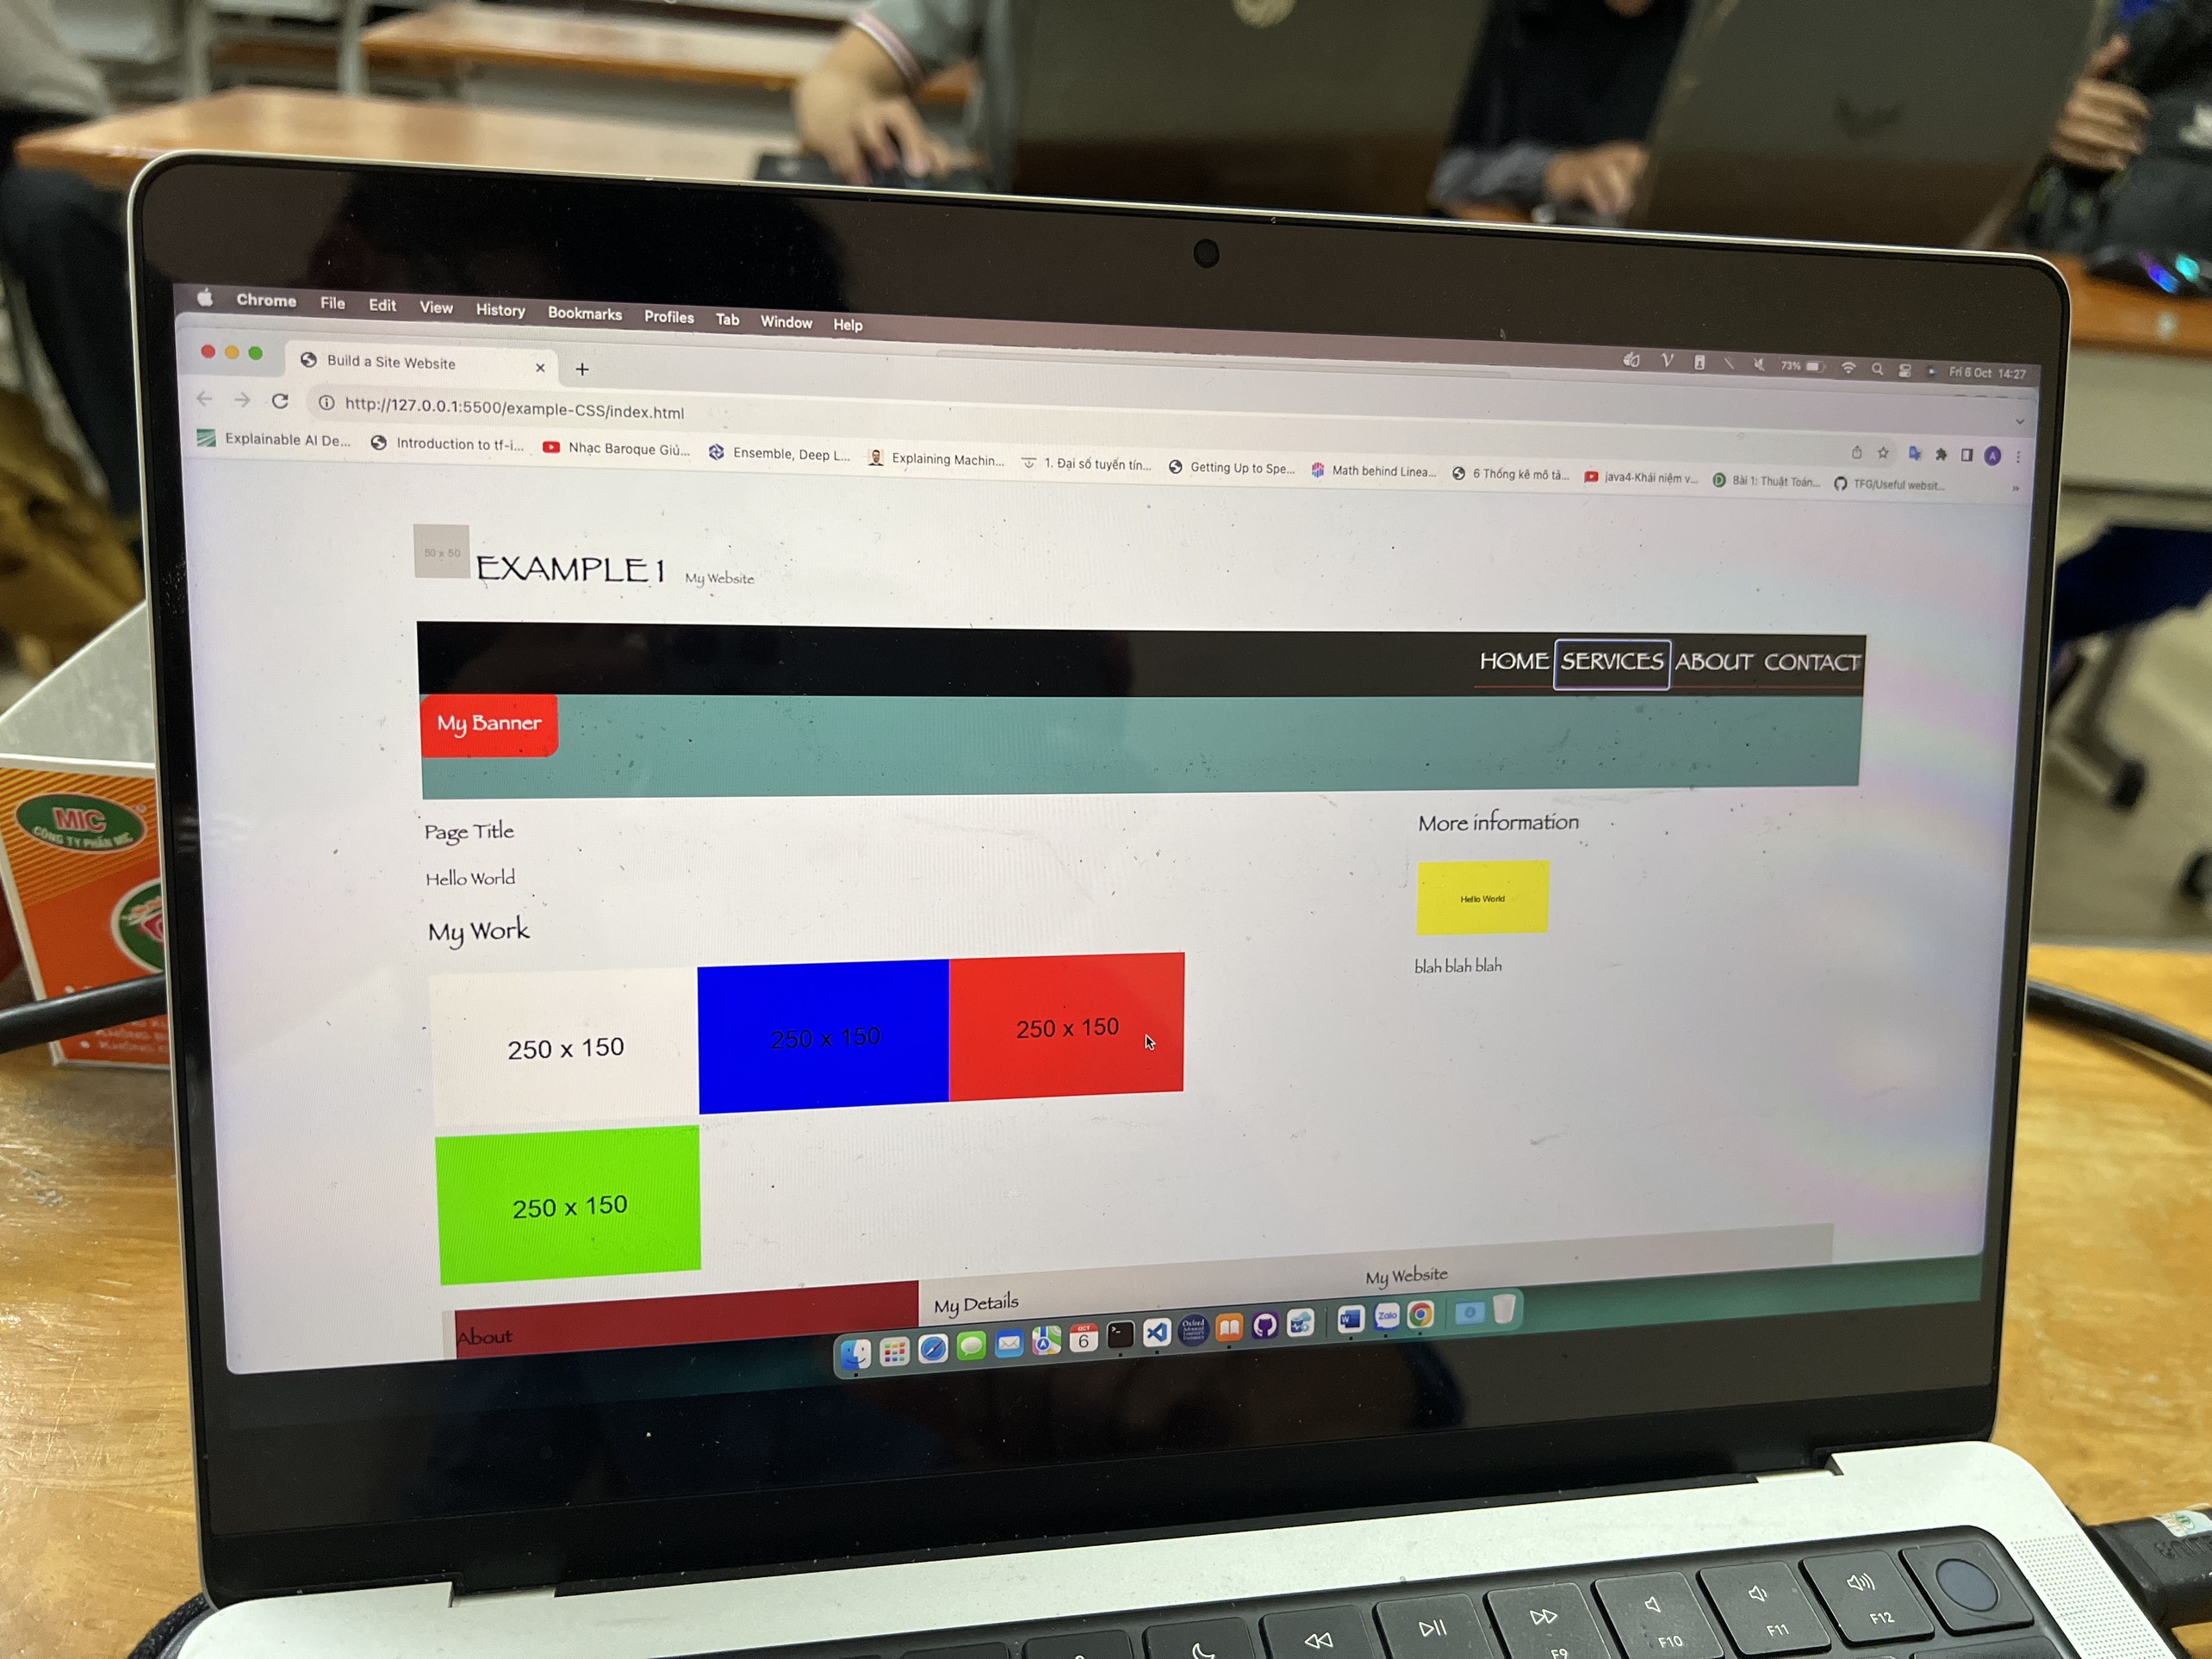 Chrome File Edit View History Bookmarks Profiles Tab Window Help
73% Fri 6 Oct 14:27
Build a Site Website
http://127.0.0.1:5500/example-CSS/index.html
Explainable AI De... Introduction to tf-i... Nhạc Baroque Giú... Ensemble, Deep L... Explaining Machin... 1. Đại số tuyến tín... Getting Up to Spe... Math behind Linea... 6 Thống kê mô tả... java4-Khái niệm v... Bài 1: Thuật Toán... TFG/Useful websit...
50 x 50
EXAMPLE 1 My Website
HOME SERVICES ABOUT CONTACT
My Banner
Page Title
Hello World
My Work
More information
Hello World
blah blah blah
250 x 150
250 x 150
250 x 150
250 x 150
My Website
My Details
About
OCT
6
Oxford
Zalo
MIC
CÔNG TY PHẤN MIC
F9
F10
F11
F12